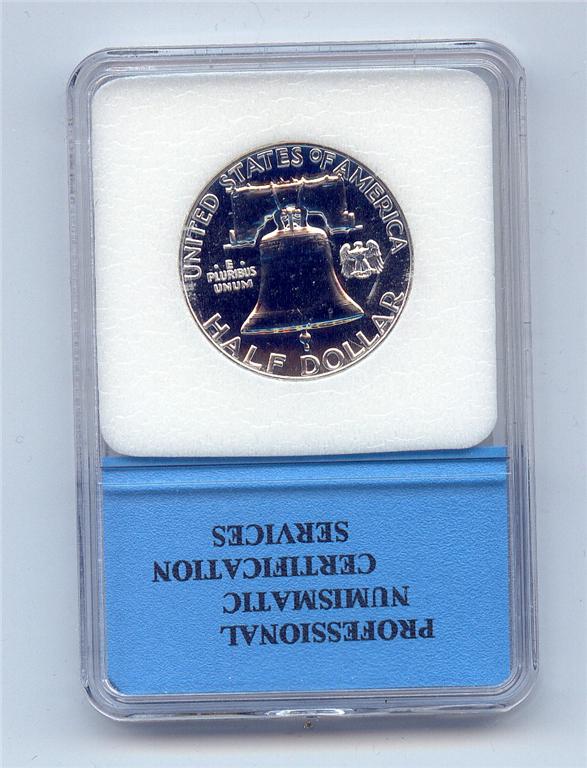 UNITED STATES OF AMERICA
E
PLURIBUS
UNUM
HALF DOLLAR
PROFESSIONAL
NUMISMATIC
CERTIFICATION
SERVICES